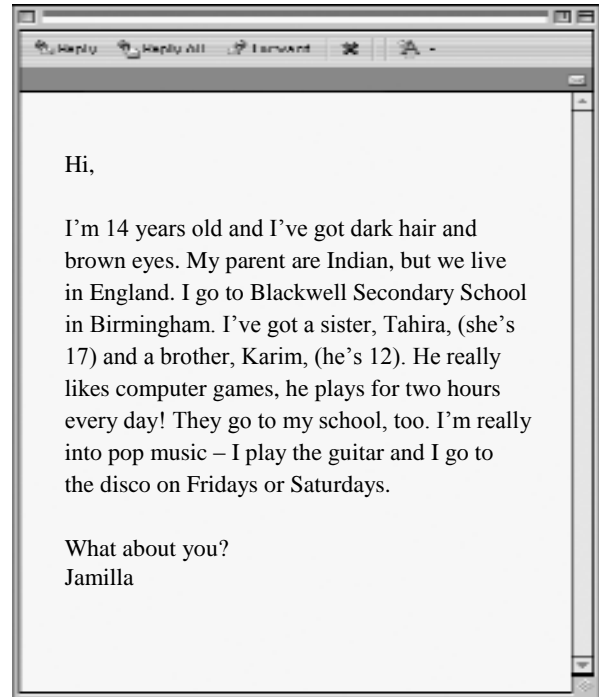 Reply Reply All Forward A
Hi,
I’m 14 years old and I’ve got dark hair and
brown eyes. My parent are Indian, but we live
in England. I go to Blackwell Secondary School
in Birmingham. I’ve got a sister, Tahira, (she’s
17) and a brother, Karim, (he’s 12). He really
likes computer games, he plays for two hours
every day! They go to my school, too. I’m really
into pop music – I play the guitar and I go to
the disco on Fridays or Saturdays.
What about you?
Jamilla